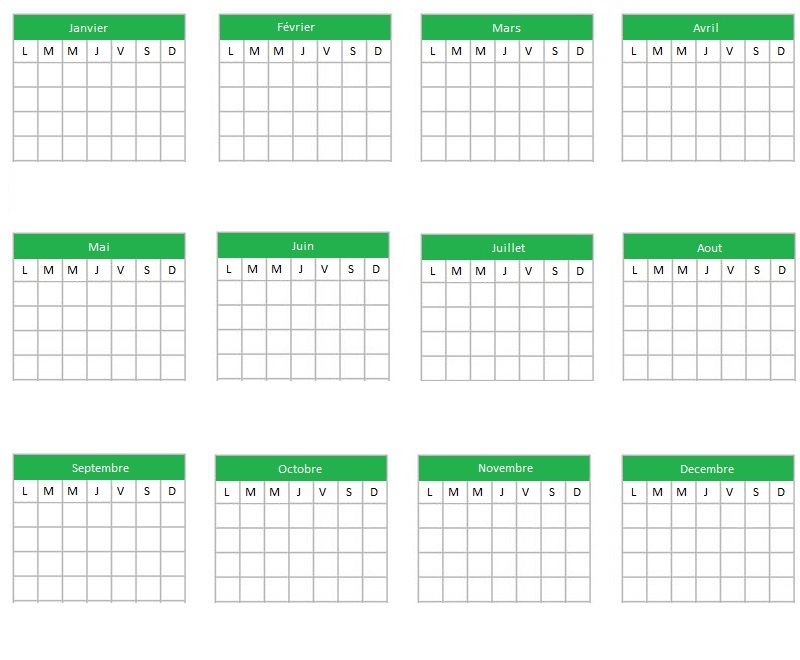 Janvier
L M M J V S D
Février
L M M J V S D
Mars
L M M J V S D
Avril
L M M J V S D
Mai
L M M J V S D
Juin
L M M J V S D
Juillet
L M M J V S D
Aout
L M M J V S D
Septembre
L M M J V S D
Octobre
L M M J V S D
Novembre
L M M J V S D
Decembre
L M M J V S D